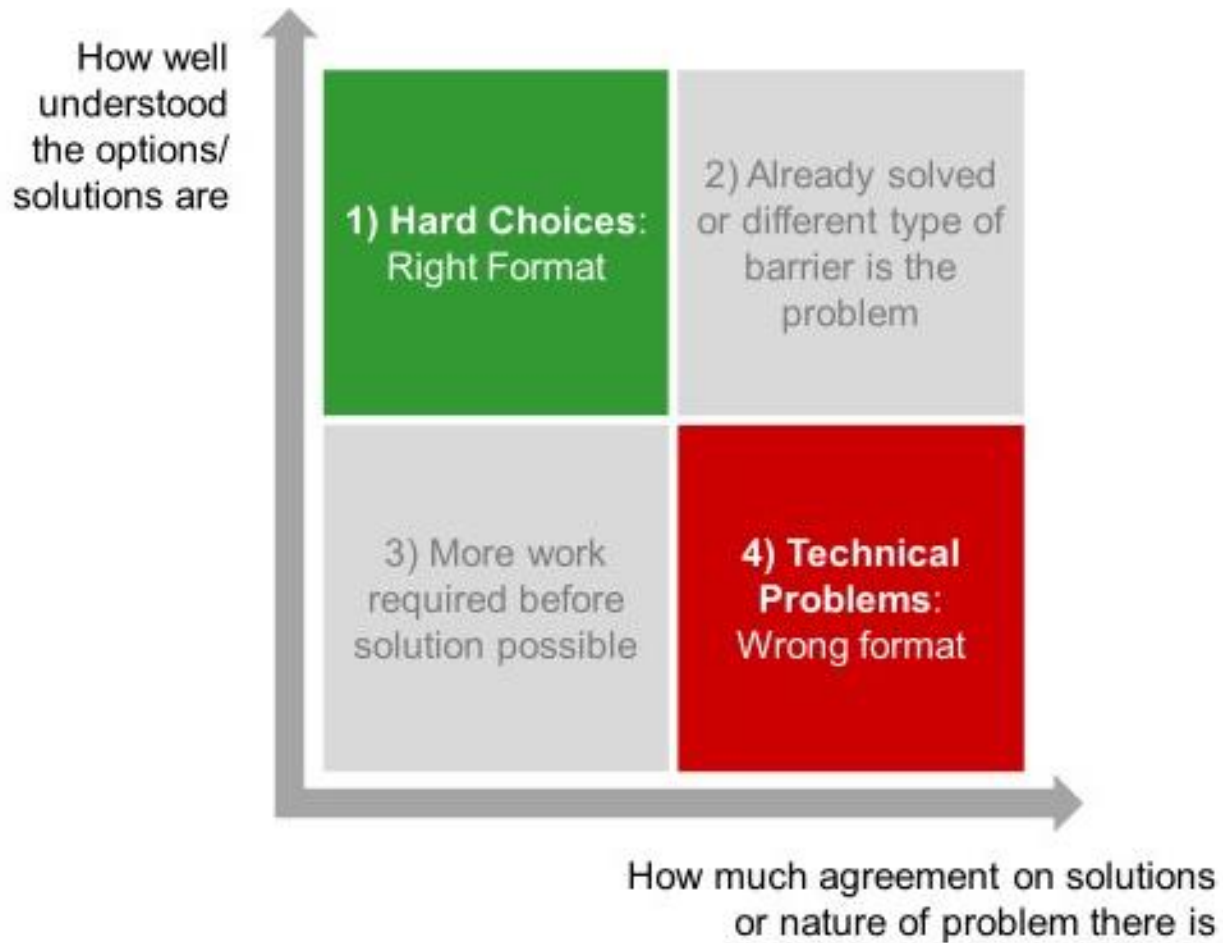 How well
understood
the options/
solutions are
1) Hard Choices:
Right Format
2) Already solved
or different type of
barrier is the
problem
3) More work
required before
solution possible
4) Technical
Problems:
Wrong format
How much agreement on solutions
or nature of problem there is